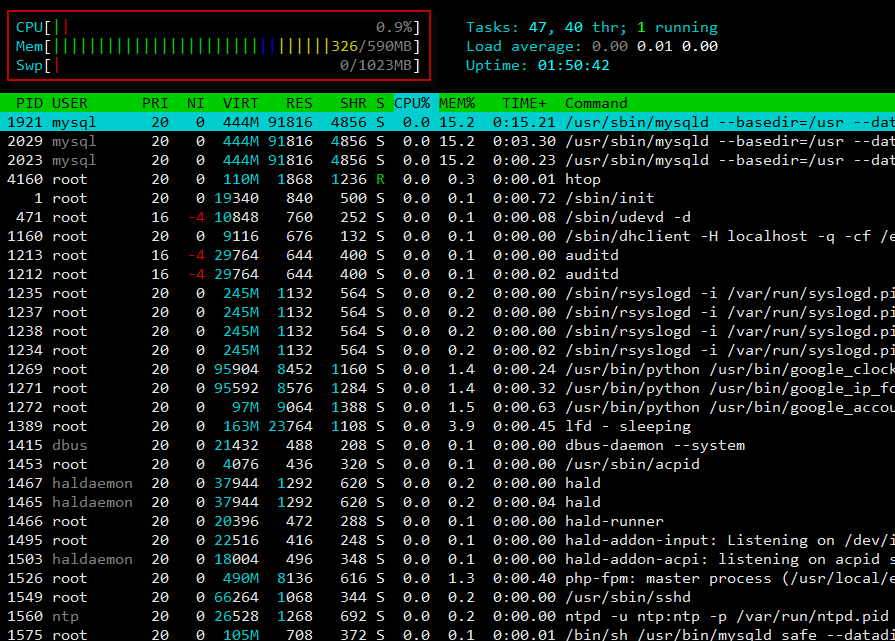 CPU[|| 0.9%] Tasks: 47, 40 thr; 1 running
Mem[|||||||||||||||||||||||||||||||326/590MB] Load average: 0.00 0.01 0.00
Swp[| 0/1023MB] Uptime: 01:50:42
PID USER PRI NI VIRT RES SHR S CPU% MEM% TIME+ Command
1921 mysql 20 0 444M 91816 4856 S 0.0 15.2 0:15.21 /usr/sbin/mysqld --basedir=/usr --dat
2029 mysql 20 0 444M 91816 4856 S 0.0 15.2 0:03.30 /usr/sbin/mysqld --basedir=/usr --dat
2023 mysql 20 0 444M 91816 4856 S 0.0 15.2 0:00.23 /usr/sbin/mysqld --basedir=/usr --dat
4160 root 20 0 110M 1868 1236 R 0.0 0.3 0:00.01 htop
1 root 20 0 19340 840 500 S 0.0 0.1 0:00.72 /sbin/init
471 root 16 -4 10848 760 252 S 0.0 0.1 0:00.08 /sbin/udevd -d
1160 root 20 0 9116 676 132 S 0.0 0.1 0:00.00 /sbin/dhclient -H localhost -q -cf /e
1213 root 16 -4 29764 644 400 S 0.0 0.1 0:00.00 auditd
1212 root 16 -4 29764 644 400 S 0.0 0.1 0:00.02 auditd
1235 root 20 0 245M 1132 564 S 0.0 0.2 0:00.00 /sbin/rsyslogd -i /var/run/syslogd.pi
1237 root 20 0 245M 1132 564 S 0.0 0.2 0:00.00 /sbin/rsyslogd -i /var/run/syslogd.pi
1238 root 20 0 245M 1132 564 S 0.0 0.2 0:00.00 /sbin/rsyslogd -i /var/run/syslogd.pi
1234 root 20 0 245M 1132 564 S 0.0 0.2 0:00.02 /sbin/rsyslogd -i /var/run/syslogd.pi
1269 root 20 0 95904 8452 1160 S 0.0 1.4 0:00.24 /usr/bin/python /usr/bin/google_clock
1271 root 20 0 95592 8576 1284 S 0.0 1.4 0:00.32 /usr/bin/python /usr/bin/google_ip_fo
1272 root 20 0 97M 9064 1388 S 0.0 1.5 0:00.63 /usr/bin/python /usr/bin/google_accou
1389 root 20 0 163M 23764 1108 S 0.0 3.9 0:00.45 lfd - sleeping
1415 dbus 20 0 21432 488 208 S 0.0 0.1 0:00.00 dbus-daemon --system
1453 root 20 0 4076 436 320 S 0.0 0.1 0:00.00 /usr/sbin/acpid
1467 haldaemon 20 0 37944 1292 620 S 0.0 0.2 0:00.00 hald
1465 haldaemon 20 0 37944 1292 620 S 0.0 0.2 0:00.04 hald
1466 root 20 0 20396 472 288 S 0.0 0.1 0:00.00 hald-runner
1495 root 20 0 22516 416 248 S 0.0 0.1 0:00.00 hald-addon-input: Listening on /dev/i
1503 haldaemon 20 0 18004 496 348 S 0.0 0.1 0:00.00 hald-addon-acpi: listening on acpid s
1526 root 20 0 490M 8136 616 S 0.0 1.3 0:00.40 php-fpm: master process (/usr/local/e
1549 root 20 0 66264 1068 344 S 0.0 0.2 0:00.00 /usr/sbin/sshd
1560 ntp 20 0 26528 1268 692 S 0.0 0.2 0:00.00 ntpd -u ntp:ntp -p /var/run/ntpd.pid
1575 root 20 0 105M 708 372 S 0.0 0.1 0:00.01 /bin/sh /usr/bin/mysqld_safe --datadi